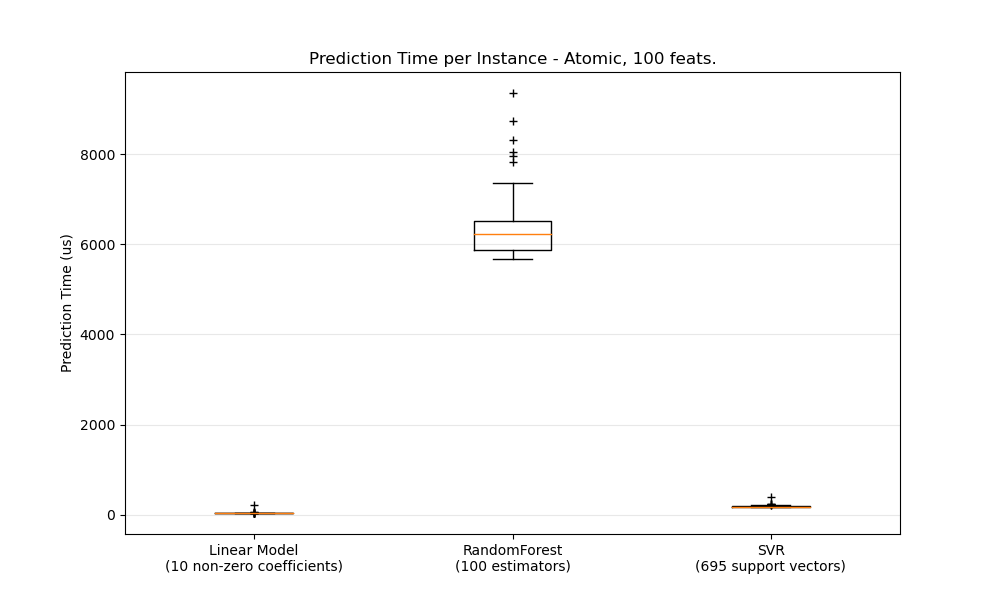 Prediction Time per Instance - Atomic, 100 feats.
Prediction Time (us)
8000
6000
4000
2000
0
Linear Model
(10 non-zero coefficients)
RandomForest
(100 estimators)
SVR
(695 support vectors)